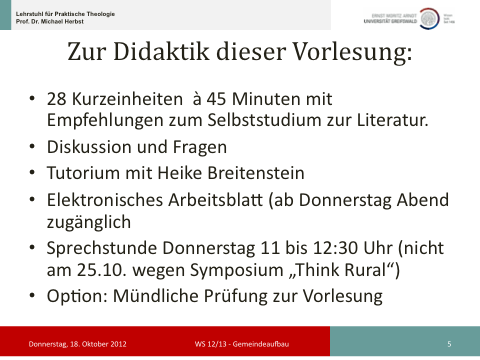 Lehrstuhl für Praktische Theologie
Prof. Dr. Michael Herbst
ERNST MORITZ ARNDT
UNIVERSITÄT GREIFSWALD
Zur Didaktik dieser Vorlesung:
• 28 Kurzeinheiten à 45 Minuten mit
Empfehlungen zum Selbststudium zur Literatur.
• Diskussion und Fragen
• Tutorium mit Heike Breitenstein
• Elektronisches Arbeitsblatt (ab Donnerstag Abend
zugänglich
• Sprechstunde Donnerstag 11 bis 12:30 Uhr (nicht
am 25.10. wegen Symposium „Think Rural“)
• Option: Mündliche Prüfung zur Vorlesung
Donnerstag, 18. Oktober 2012
WS 12/13 - Gemeindeaufbau
5